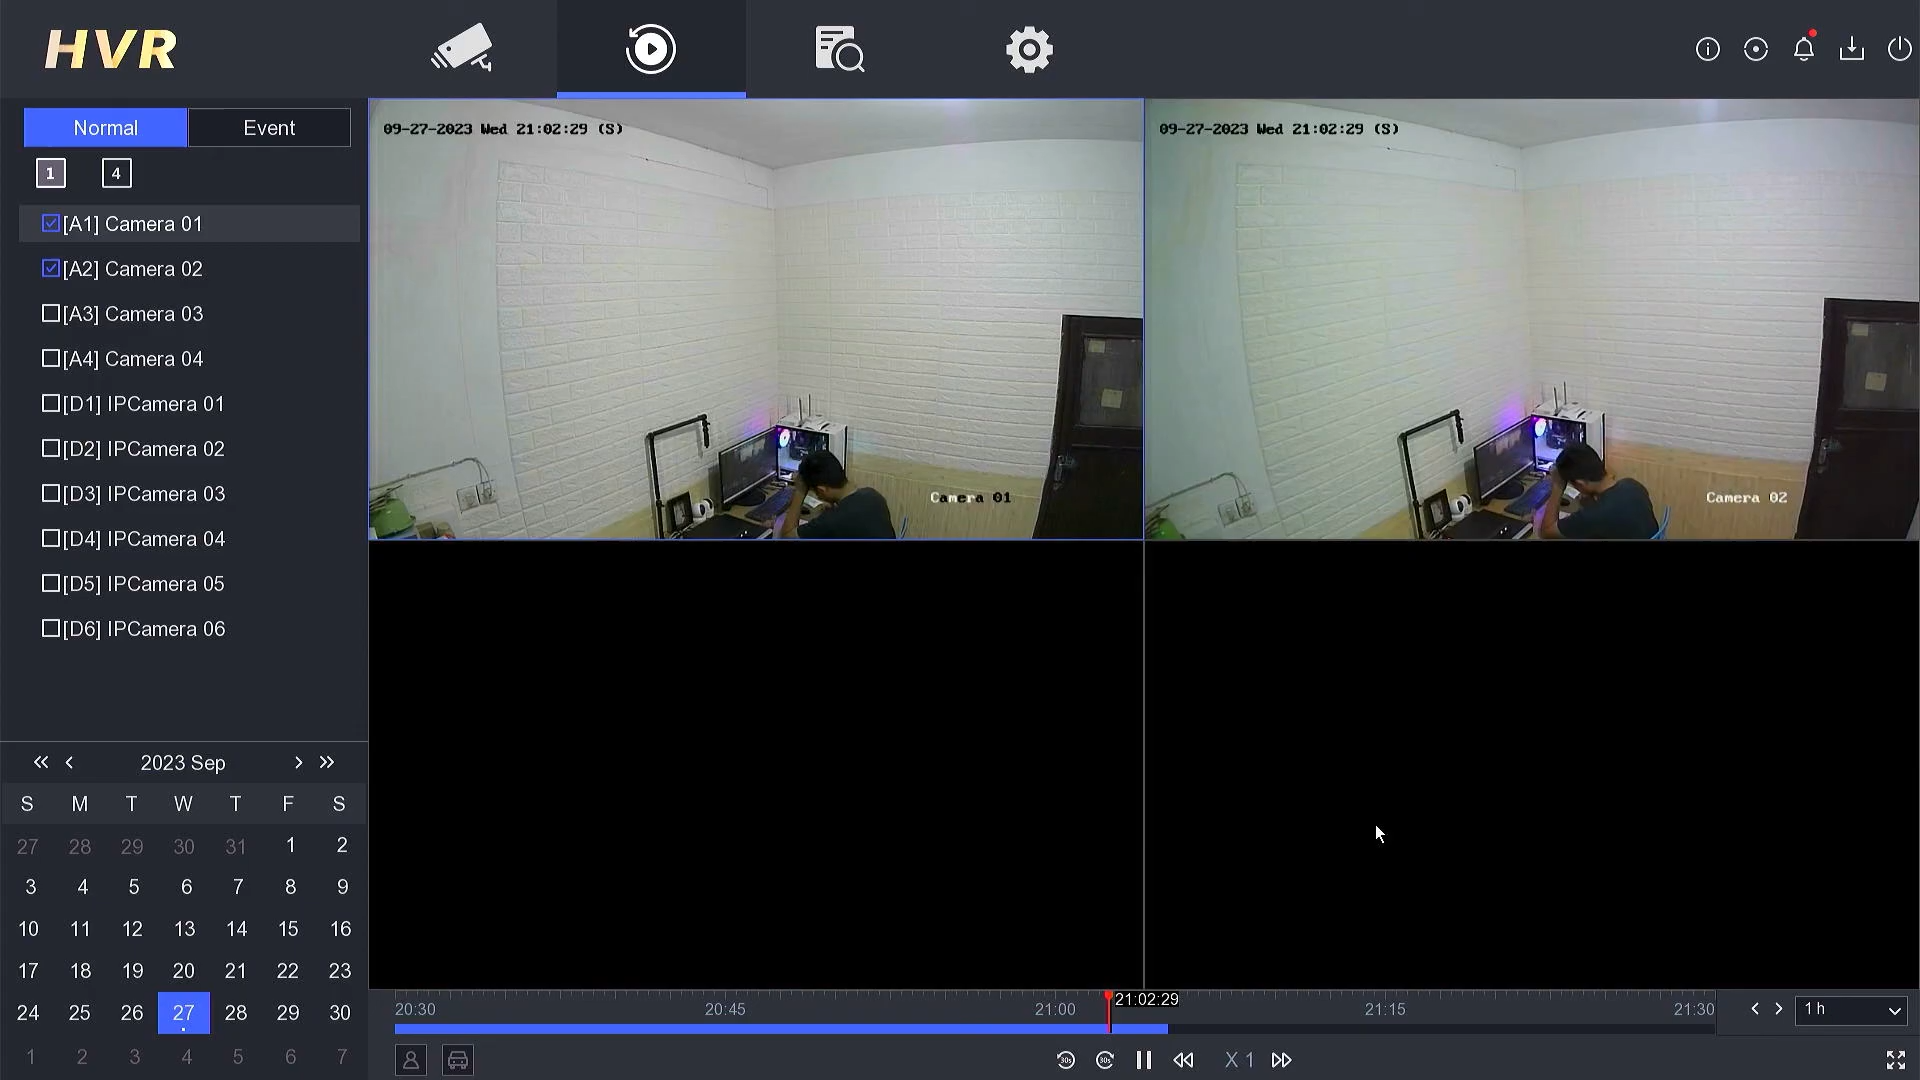 HVR
Normal Event
1 4
[A1] Camera 01
[A2] Camera 02
[A3] Camera 03
[A4] Camera 04
[D1] IPCamera 01
[D2] IPCamera 02
[D3] IPCamera 03
[D4] IPCamera 04
[D5] IPCamera 05
[D6] IPCamera 06
2023 Sep
S M T W T F S
27 28 29 30 31 1 2
3 4 5 6 7 8 9
10 11 12 13 14 15 16
17 18 19 20 21 22 23
24 25 26 27 28 29 30
1 2 3 4 5 6 7
09-27-2023 Wed 21:02:29 (S)
Camera 01
09-27-2023 Wed 21:02:29 (S)
Camera 02
20:30 20:45 21:00 21:02:29 21:15 21:30
1 h
30s 30s X 1